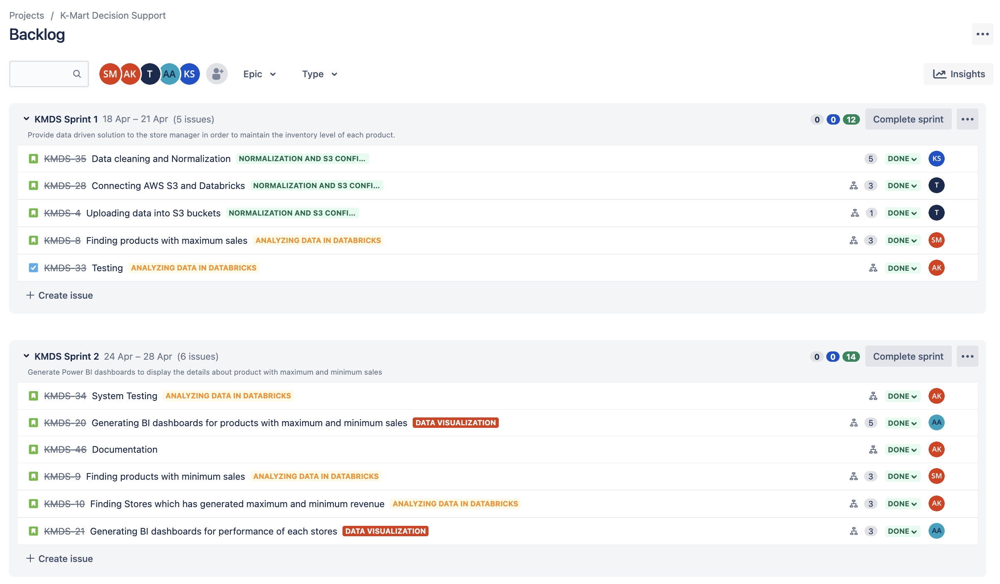 Projects / K-Mart Decision Support
Backlog
SM AK T AA KS Epic Type Insights
KMDS Sprint 1 18 Apr – 21 Apr (5 issues) 0 0 12 Complete sprint
Provide data driven solution to the store manager in order to maintain the inventory level of each product.
KMDS-35 Data cleaning and Normalization NORMALIZATION AND S3 CONFI... 5 DONE KS
KMDS-28 Connecting AWS S3 and Databricks NORMALIZATION AND S3 CONFI... 3 DONE T
KMDS-4 Uploading data into S3 buckets NORMALIZATION AND S3 CONFI... 1 DONE T
KMDS-8 Finding products with maximum sales ANALYZING DATA IN DATABRICKS 3 DONE SM
KMDS-33 Testing ANALYZING DATA IN DATABRICKS DONE AK
Create issue
KMDS Sprint 2 24 Apr – 28 Apr (6 issues) 0 0 14 Complete sprint
Generate Power BI dashboards to display the details about product with maximum and minimum sales
KMDS-34 System Testing ANALYZING DATA IN DATABRICKS DONE AK
KMDS-20 Generating BI dashboards for products with maximum and minimum sales DATA VISUALIZATION 5 DONE AA
KMDS-46 Documentation DONE AK
KMDS-9 Finding products with minimum sales ANALYZING DATA IN DATABRICKS 3 DONE SM
KMDS-10 Finding Stores which has generated maximum and minimum revenue ANALYZING DATA IN DATABRICKS 3 DONE AK
KMDS-21 Generating BI dashboards for performance of each stores DATA VISUALIZATION 3 DONE AA
Create issue